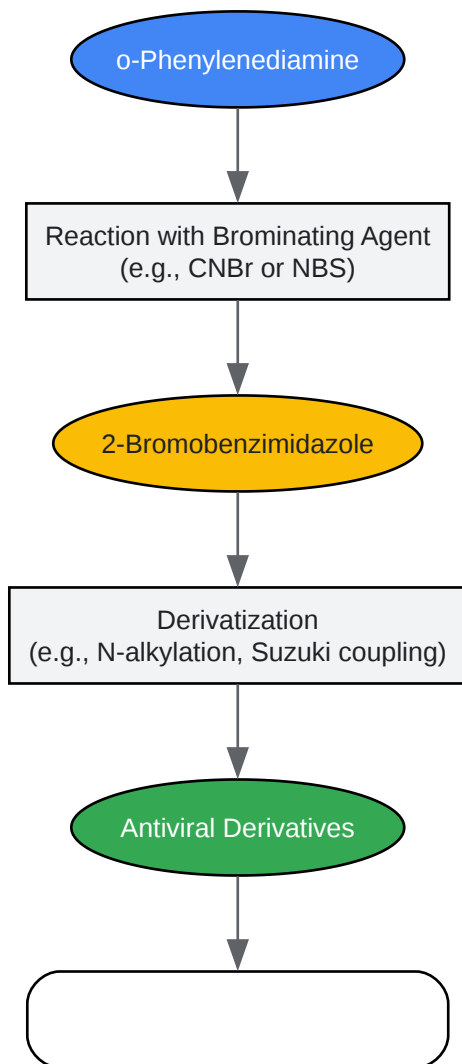 o-Phenylenediamine
Reaction with Brominating Agent
(e.g., CNBr or NBS)
2-Bromobenzimidazole
Derivatization
(e.g., N-alkylation, Suzuki coupling)
Antiviral Derivatives